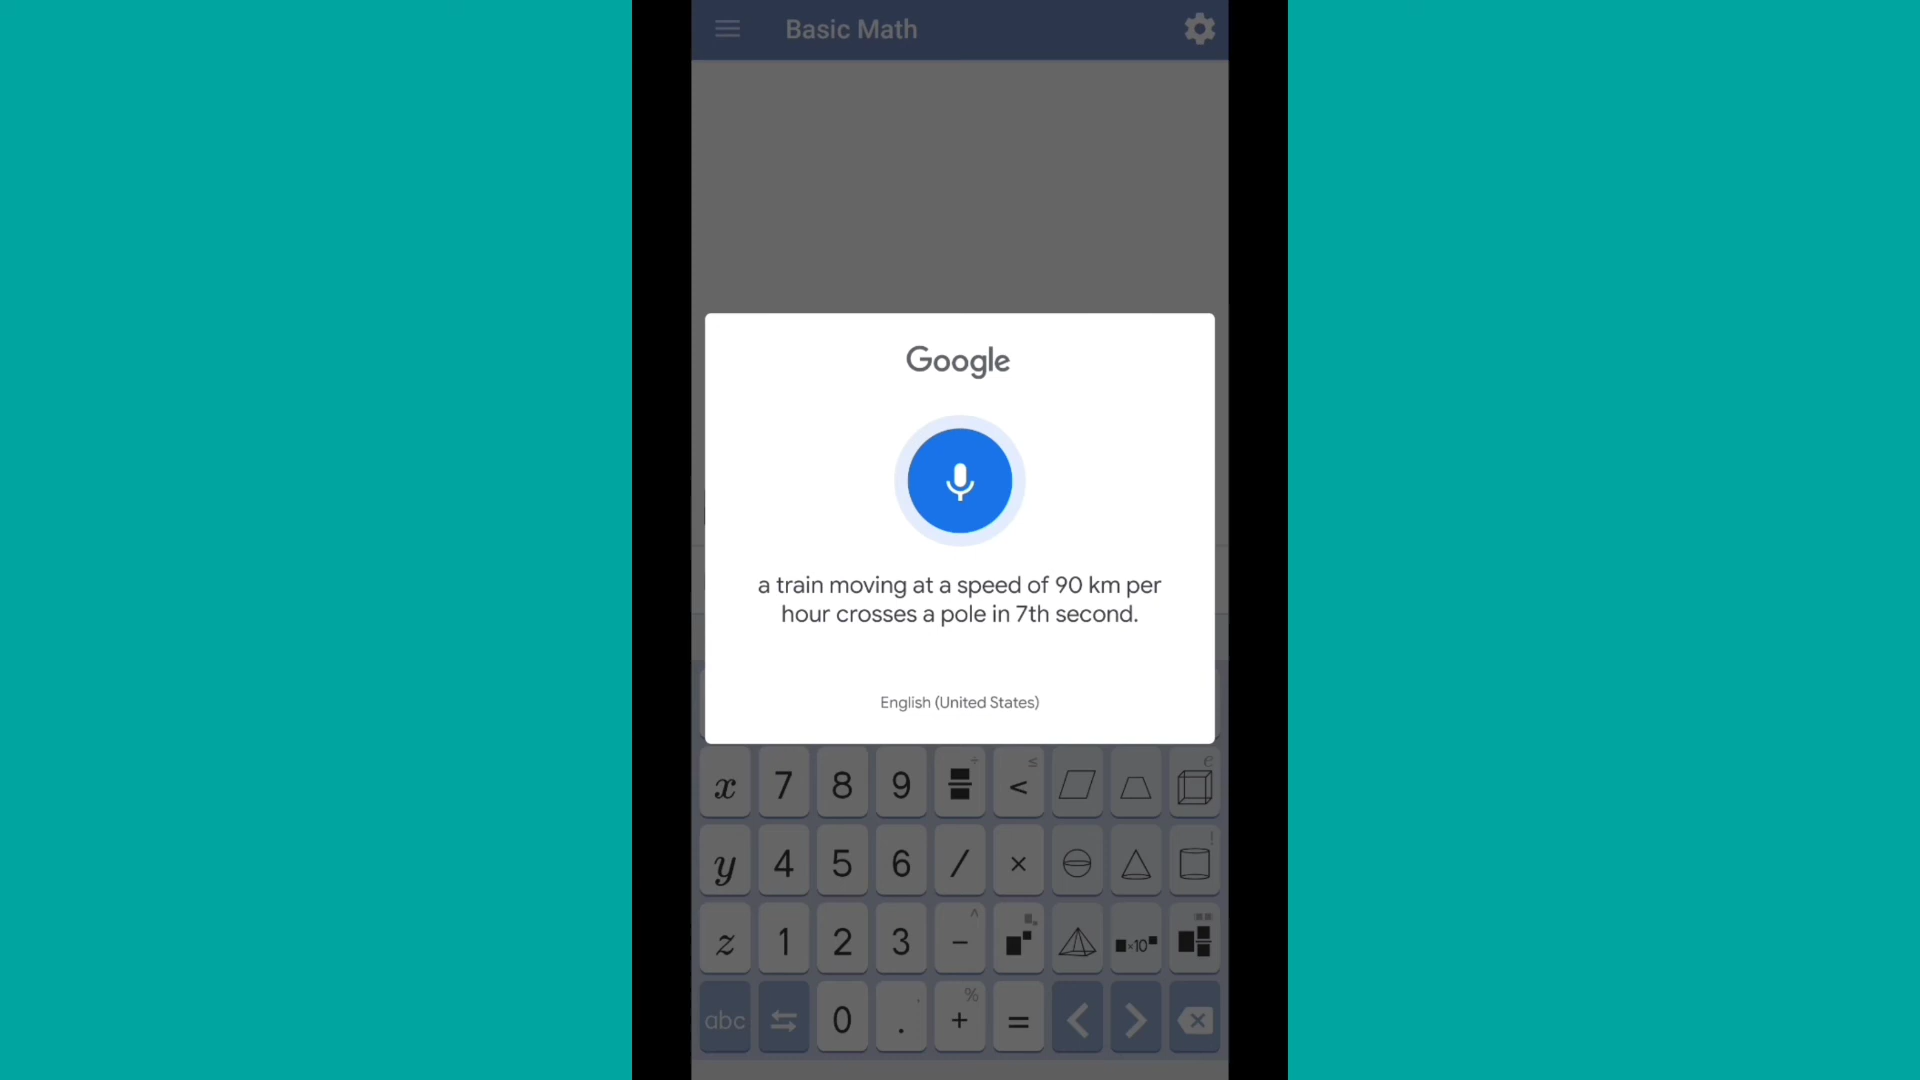 Basic Math
Google
a train moving at a speed of 90 km per
hour crosses a pole in 7th second.
English (United States)
÷ ≤ e
x 7 8 9 <
!
y 4 5 6 / ×
^
z 1 2 3 − ×10
, %
abc 0 . + =